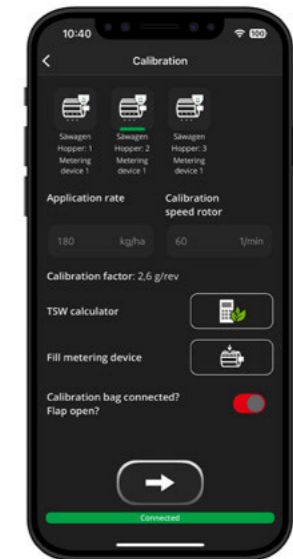 10:40
100
Calibration
Säwagen Säwagen Säwagen
Hopper: 1 Hopper: 2 Hopper: 3
Metering Metering Metering
device 1 device 1 device 1
Application rate Calibration
speed rotor
180 kg/ha 60 1/min
Calibration factor: 2,6 g/rev
TSW calculator
Fill metering device
Calibration bag connected?
Flap open?
Connected